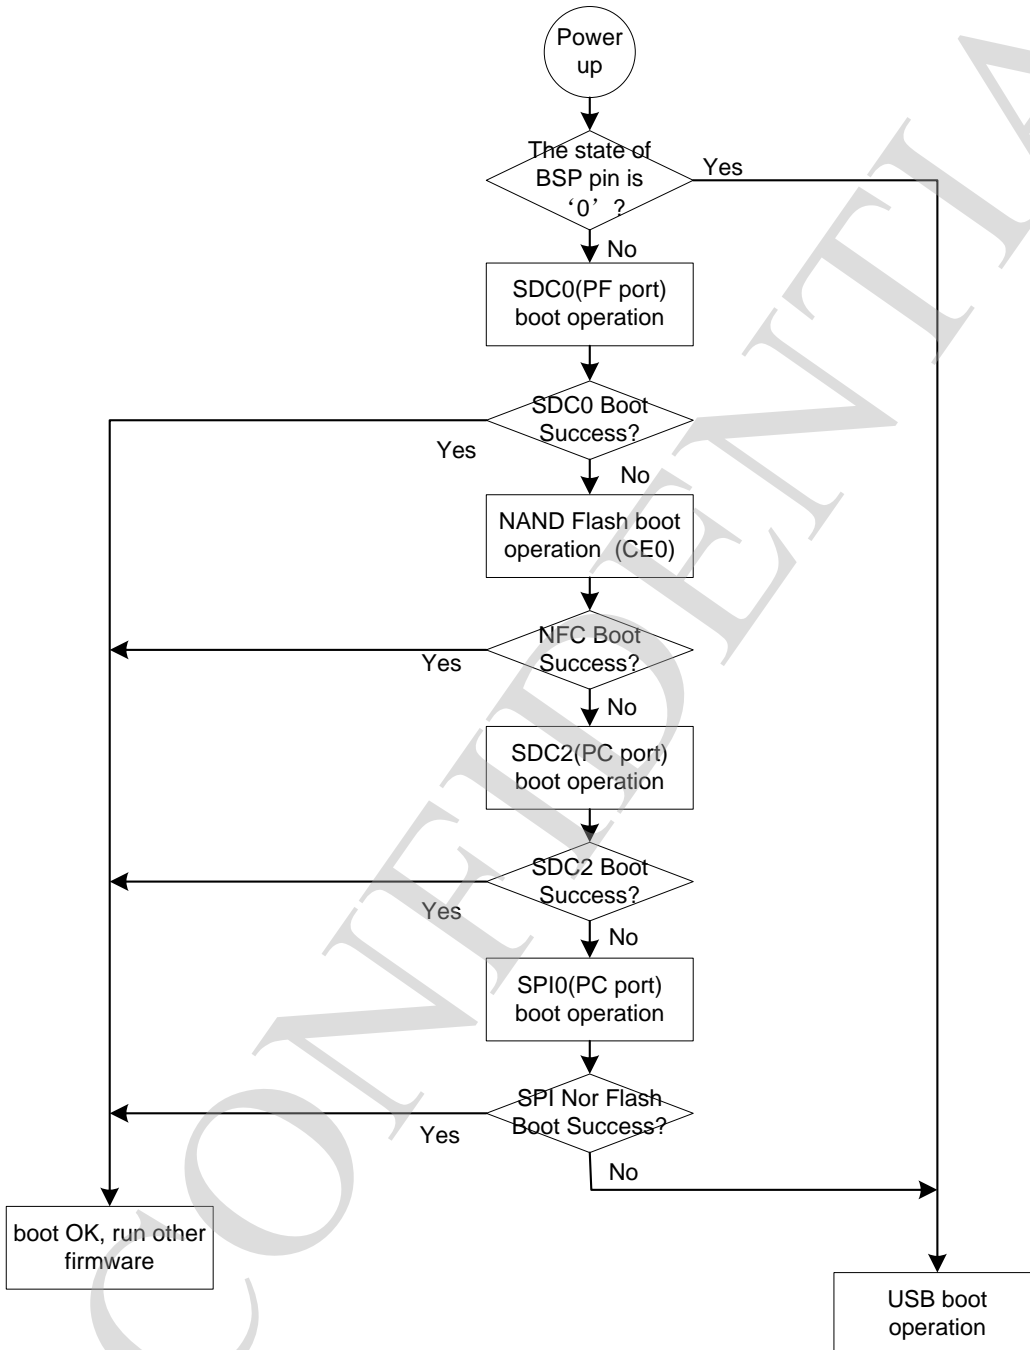 Power
up
The state of
BSP pin is
‘0’ ?
Yes
No
SDC0(PF port)
boot operation
SDC0 Boot
Success?
Yes
No
NAND Flash boot
operation (CE0)
NFC Boot
Success?
Yes
No
SDC2(PC port)
boot operation
SDC2 Boot
Success?
Yes
No
SPI0(PC port)
boot operation
SPI Nor Flash
Boot Success?
Yes
No
boot OK, run other
firmware
USB boot
operation
CONFIDENTIA